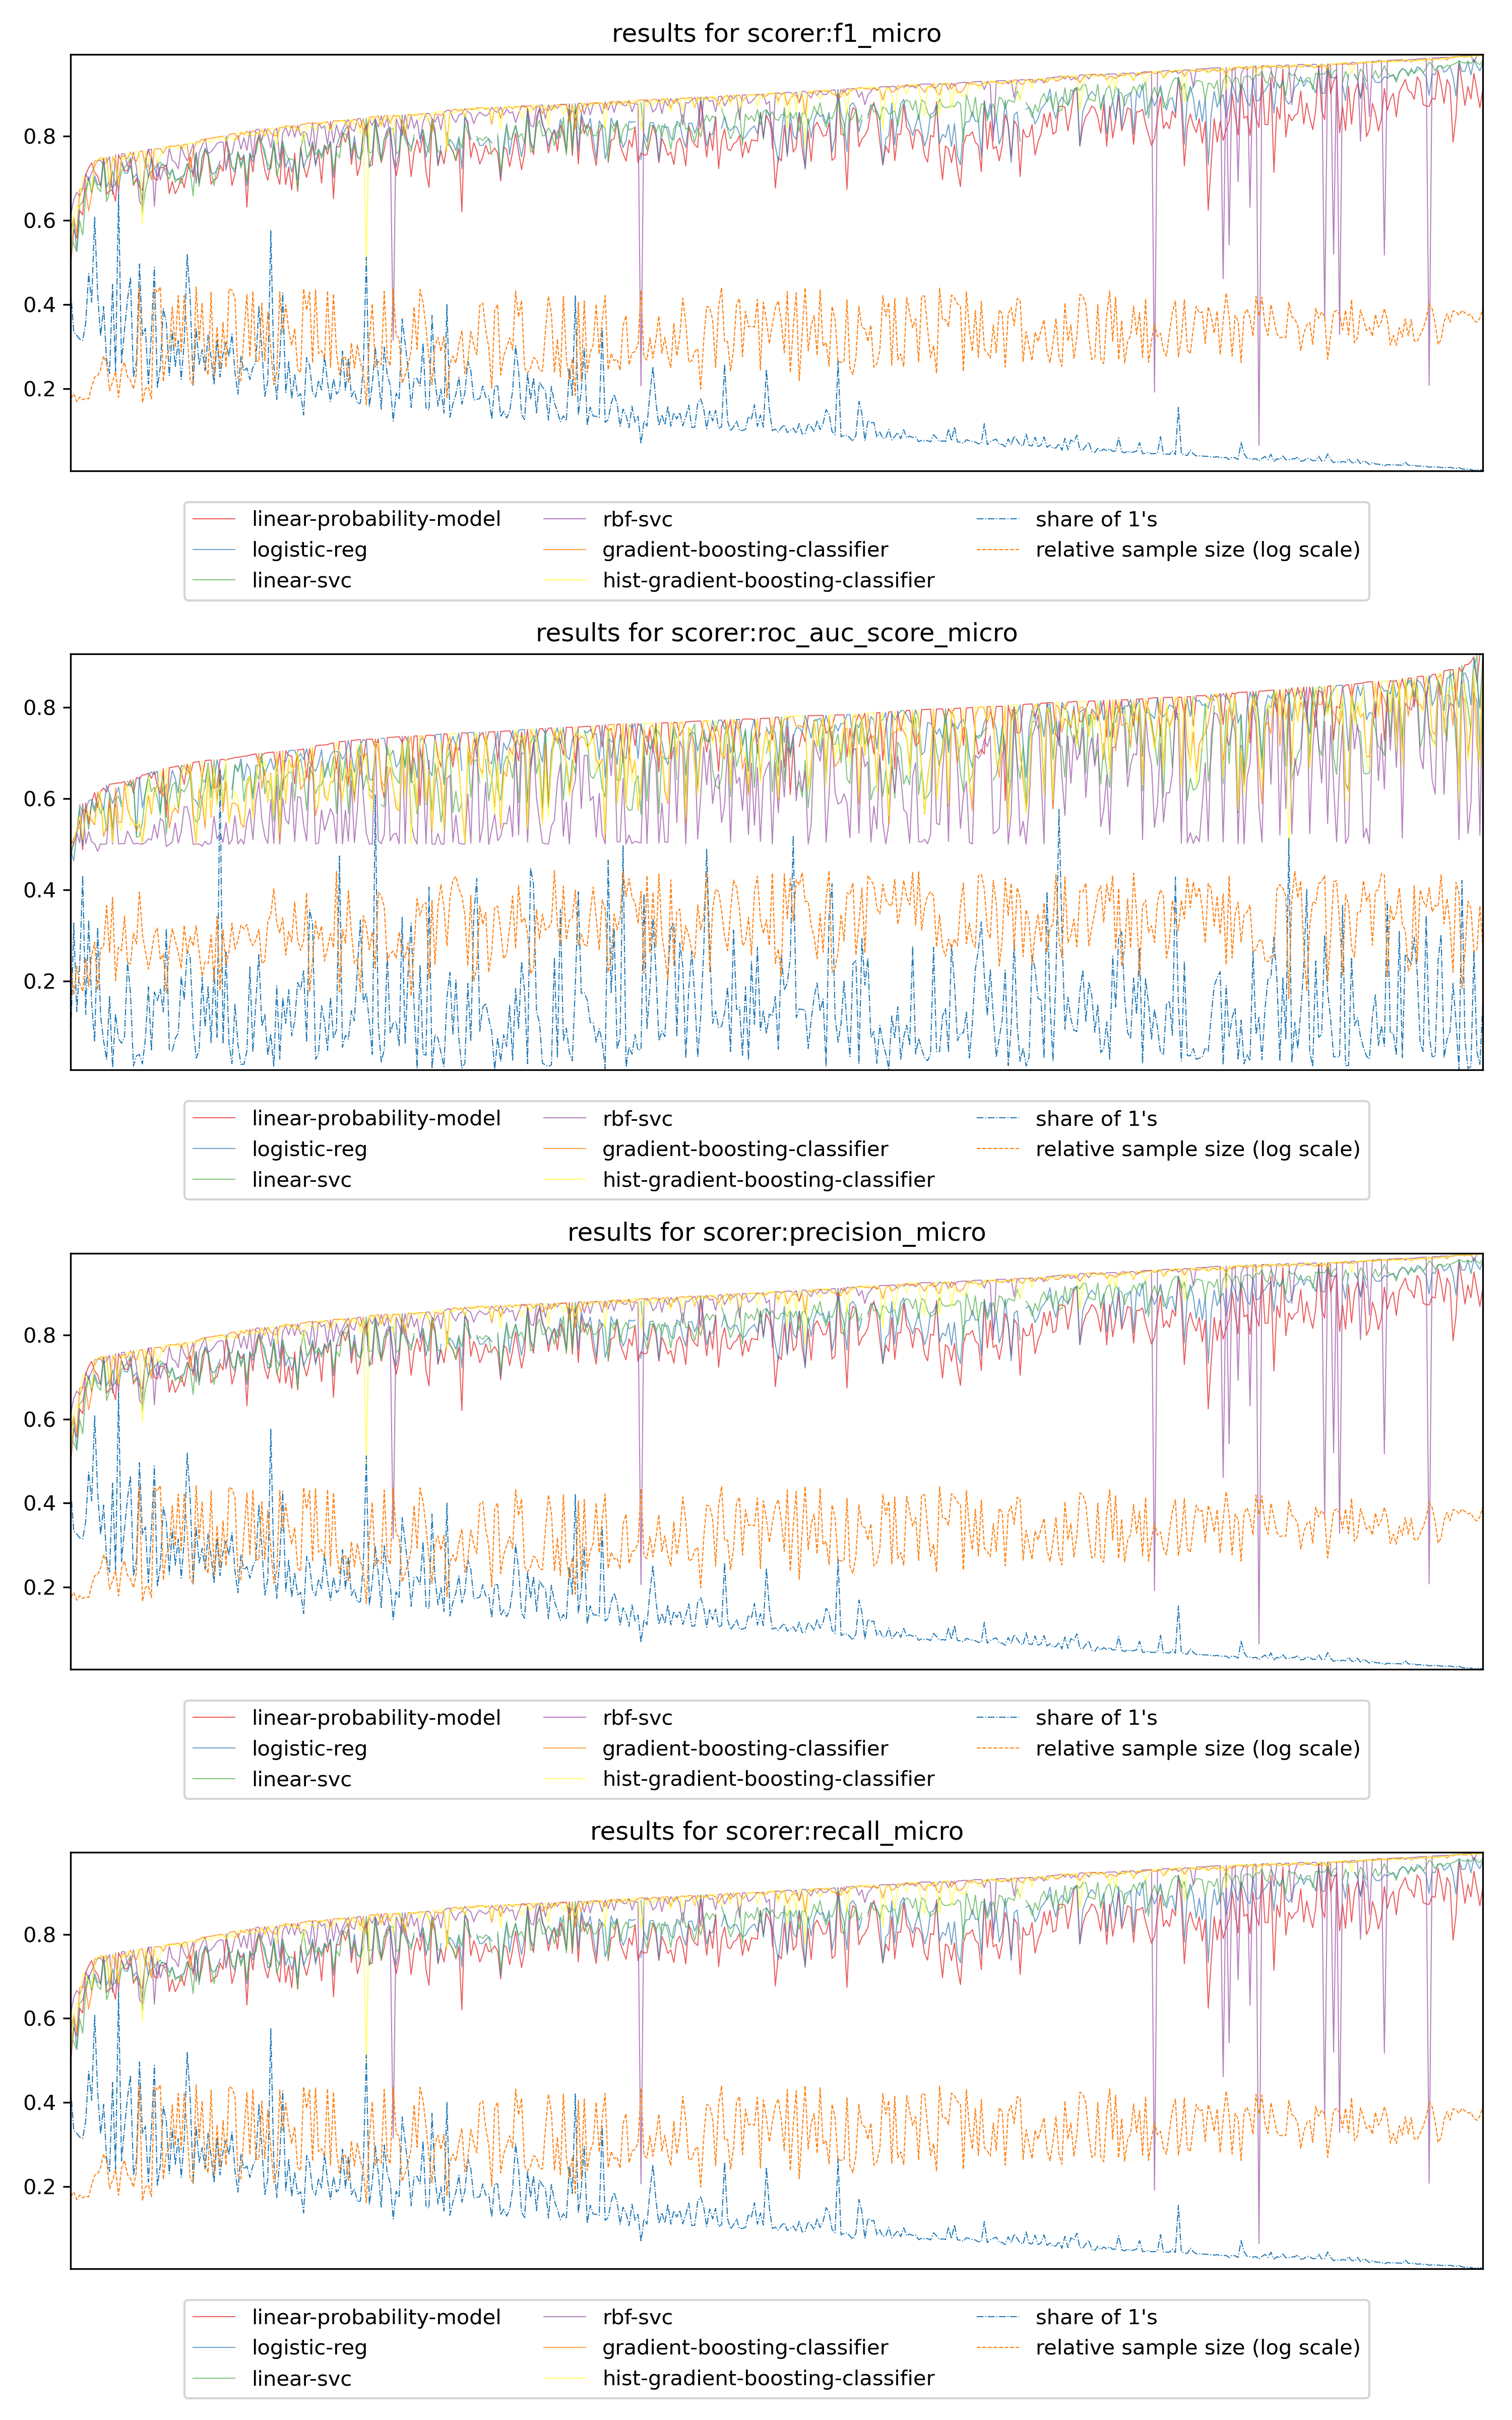 results for scorer:f1_micro
0.8
0.6
0.4
0.2
linear-probability-model rbf-svc share of 1's
logistic-reg gradient-boosting-classifier relative sample size (log scale)
linear-svc hist-gradient-boosting-classifier
results for scorer:roc_auc_score_micro
0.8
0.6
0.4
0.2
linear-probability-model rbf-svc share of 1's
logistic-reg gradient-boosting-classifier relative sample size (log scale)
linear-svc hist-gradient-boosting-classifier
results for scorer:precision_micro
0.8
0.6
0.4
0.2
linear-probability-model rbf-svc share of 1's
logistic-reg gradient-boosting-classifier relative sample size (log scale)
linear-svc hist-gradient-boosting-classifier
results for scorer:recall_micro
0.8
0.6
0.4
0.2
linear-probability-model rbf-svc share of 1's
logistic-reg gradient-boosting-classifier relative sample size (log scale)
linear-svc hist-gradient-boosting-classifier